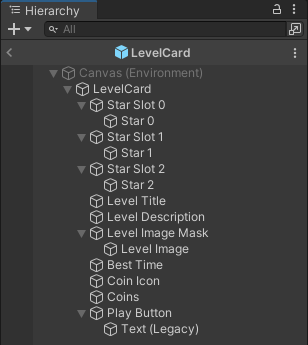 Hierarchy
All
LevelCard
Canvas (Environment)
LevelCard
Star Slot 0
Star 0
Star Slot 1
Star 1
Star Slot 2
Star 2
Level Title
Level Description
Level Image Mask
Level Image
Best Time
Coin Icon
Coins
Play Button
Text (Legacy)